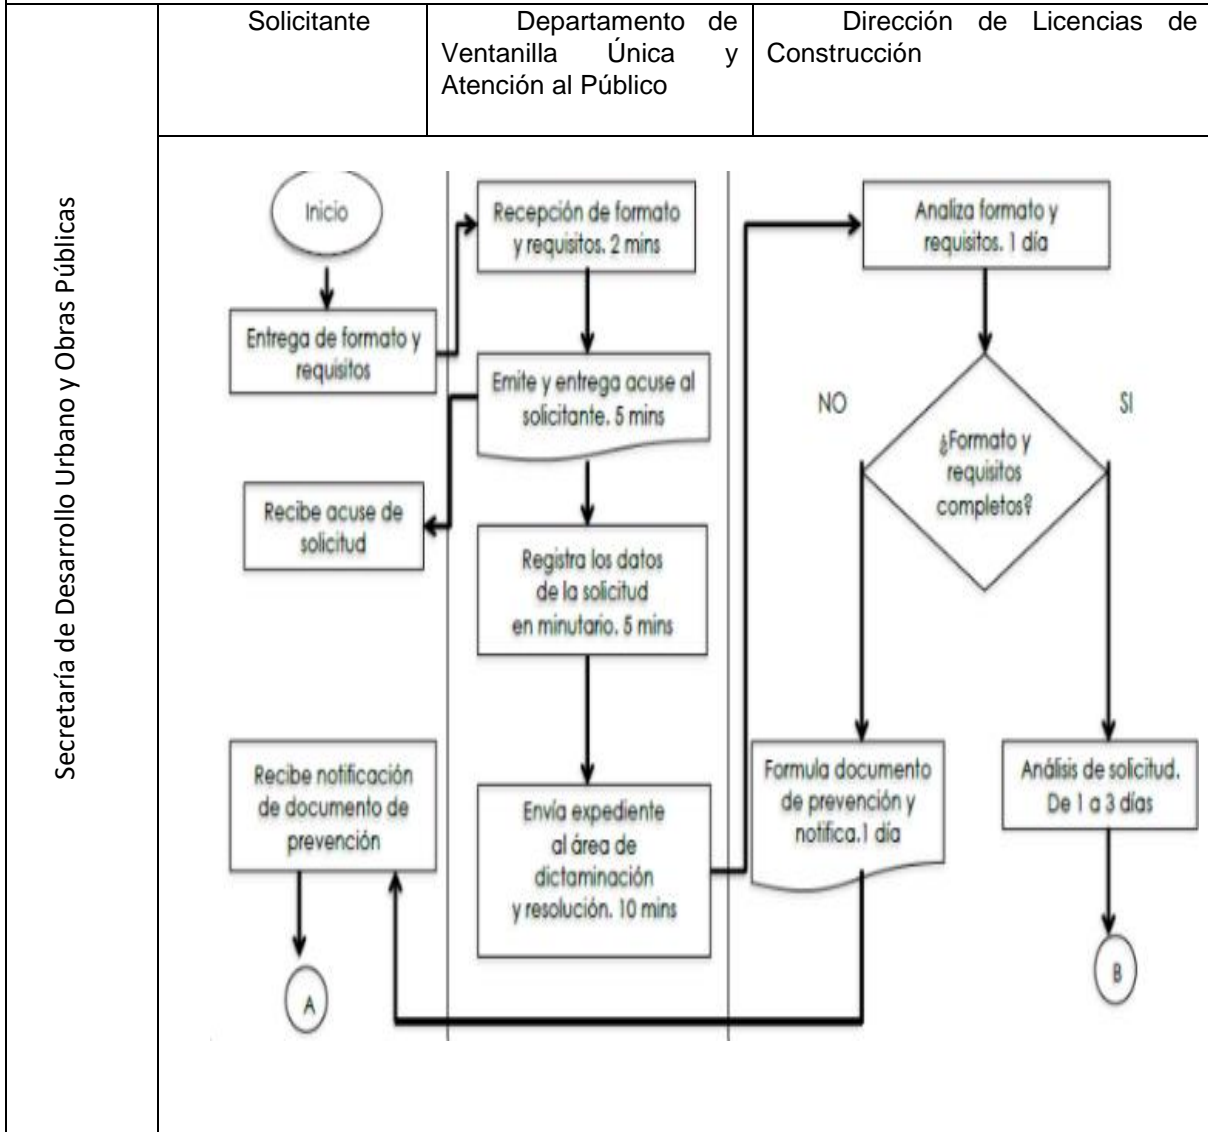 Solicitante
Departamento de
Ventanilla Única y
Atención al Público
Dirección de Licencias de
Construcción
Secretaría de Desarrollo Urbano y Obras Públicas
Inicio
Entrega de formato y
requisitos
Recepción de formato
y requisitos. 2 mins
Emite y entrega acuse al
solicitante. 5 mins
Recibe acuse de
solicitud
Registra los datos
de la solicitud
en minutario. 5 mins
Envía expediente
al área de
dictaminación
y resolución. 10 mins
Analiza formato y
requisitos. 1 día
¿Formato y
requisitos
completos?
NO
SI
Formula documento
de prevención y
notifica.1 día
Análisis de solicitud.
De 1 a 3 días
Recibe notificación
de documento de
prevención
A
B